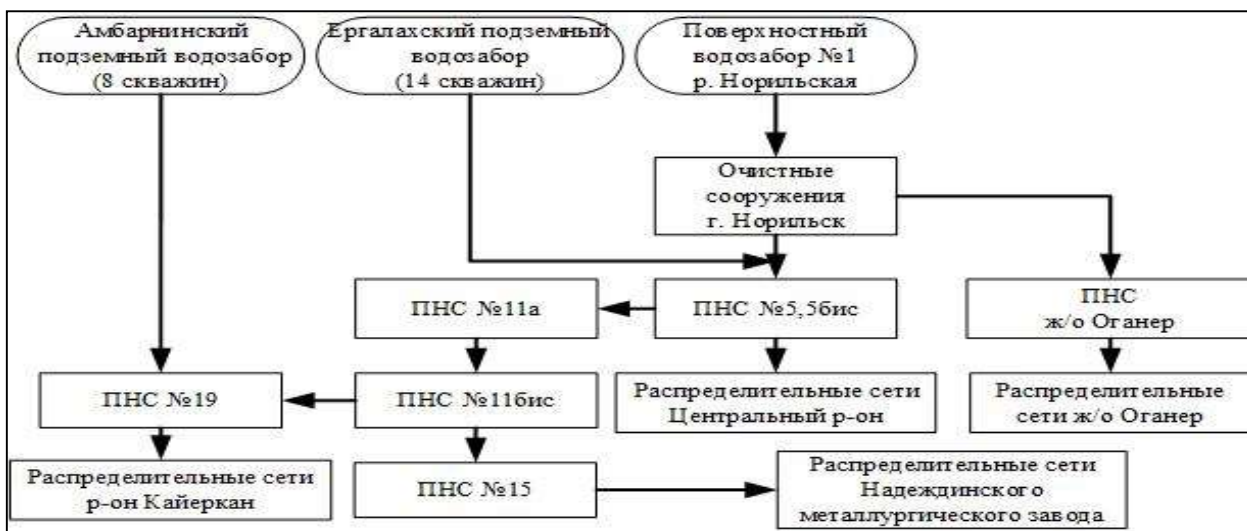 Амбарнинский
подземный водозабор
(8 скважин)
Ергалахский подземный
водозабор
(14 скважин)
Поверхностный
водозабор №1
р. Норильская
Очистные
сооружения
г. Норильск
ПНС №11а
ПНС №5,5бис
ПНС
ж/о Оганер
ПНС №19
ПНС №11бис
Распределительные сети
Центральный р-он
Распределительные
сети ж/о Оганер
Распределительные сети
р-он Кайеркан
ПНС №15
Распределительные сети
Надеждинского
металлургического завода